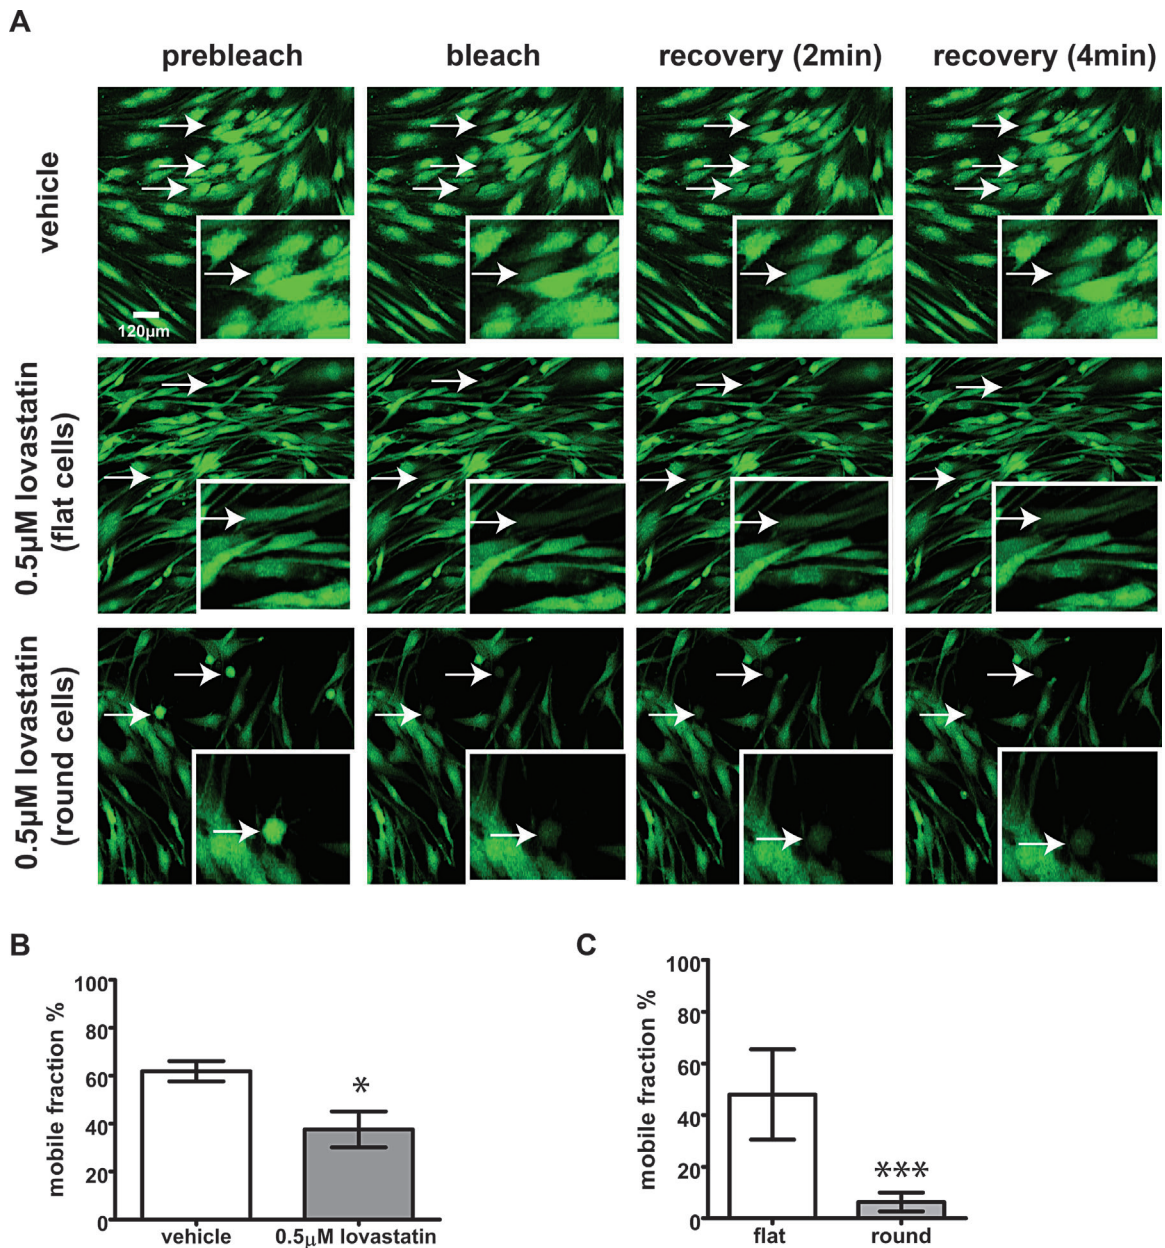 A
prebleach
bleach
recovery (2min)
recovery (4min)
vehicle
120µm
0.5µM lovastatin
(flat cells)
0.5µM lovastatin
(round cells)
B
mobile fraction %
100
80
60
40
20
0
*
vehicle
0.5µM lovastatin
C
mobile fraction %
100
80
60
40
20
0
***
flat
round